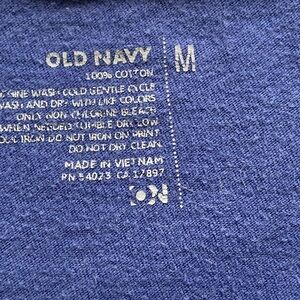 OLD NAVY
M
100% COTTON
INE WASH COLD GENTLE CYCLE
WASH AND DRY WITH LIKE COLORS
ONLY NON CHLORINE BLEACH
WHEN NEEDED TUMBLE DRY LOW
IRON DO NOT IRON ON PRINT
DO NOT DRY CLEAN
MADE IN VIETNAM
RN 54023 CA 17897